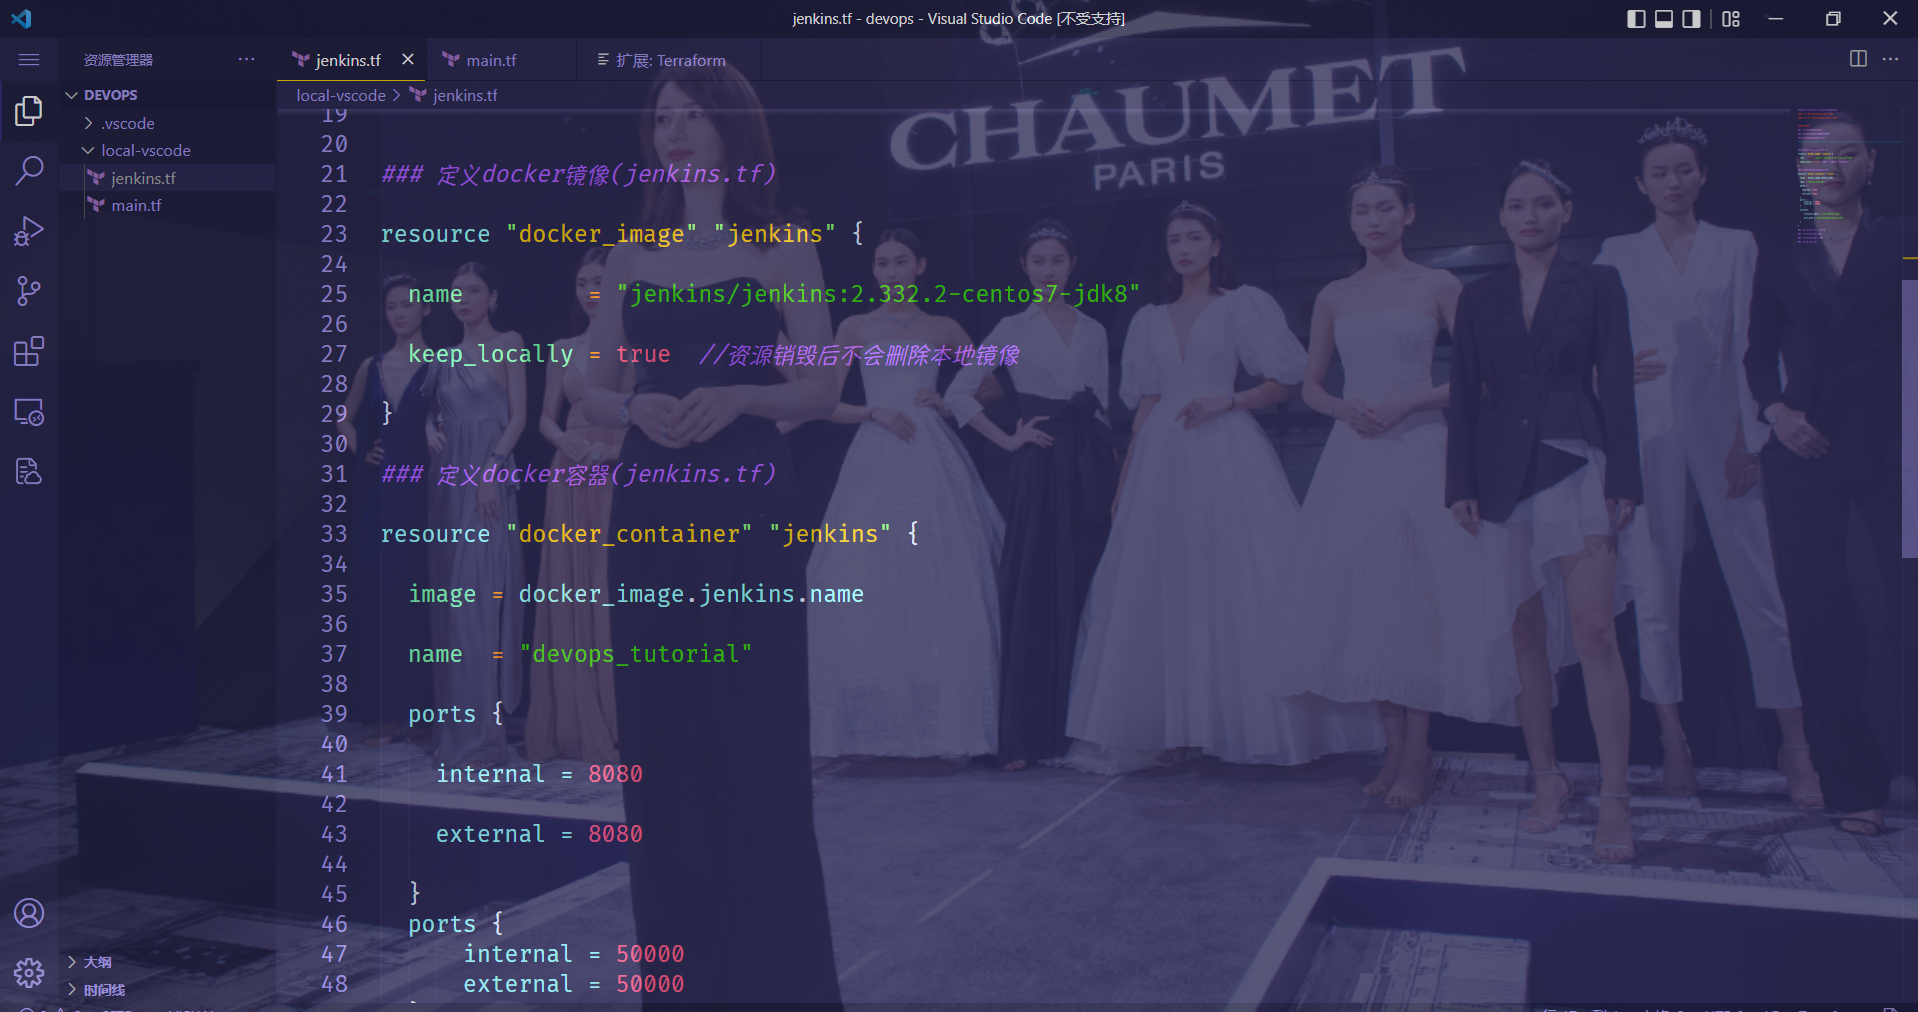 jenkins.tf - devops - Visual Studio Code [不受支持]
资源管理器
jenkins.tf
main.tf
扩展: Terraform
DEVOPS
.vscode
local-vscode
jenkins.tf
main.tf
大纲
时间线
local-vscode > jenkins.tf
CHAUMET
PARIS
19
20
21 ### 定义docker镜像(jenkins.tf)
22
23 resource "docker_image" "jenkins" {
24
25 name = "jenkins/jenkins:2.332.2-centos7-jdk8"
26
27 keep_locally = true //资源销毁后不会删除本地镜像
28
29 }
30
31 ### 定义docker容器(jenkins.tf)
32
33 resource "docker_container" "jenkins" {
34
35 image = docker_image.jenkins.name
36
37 name = "devops_tutorial"
38
39 ports {
40
41 internal = 8080
42
43 external = 8080
44
45 }
46 ports {
47 internal = 50000
48 external = 50000